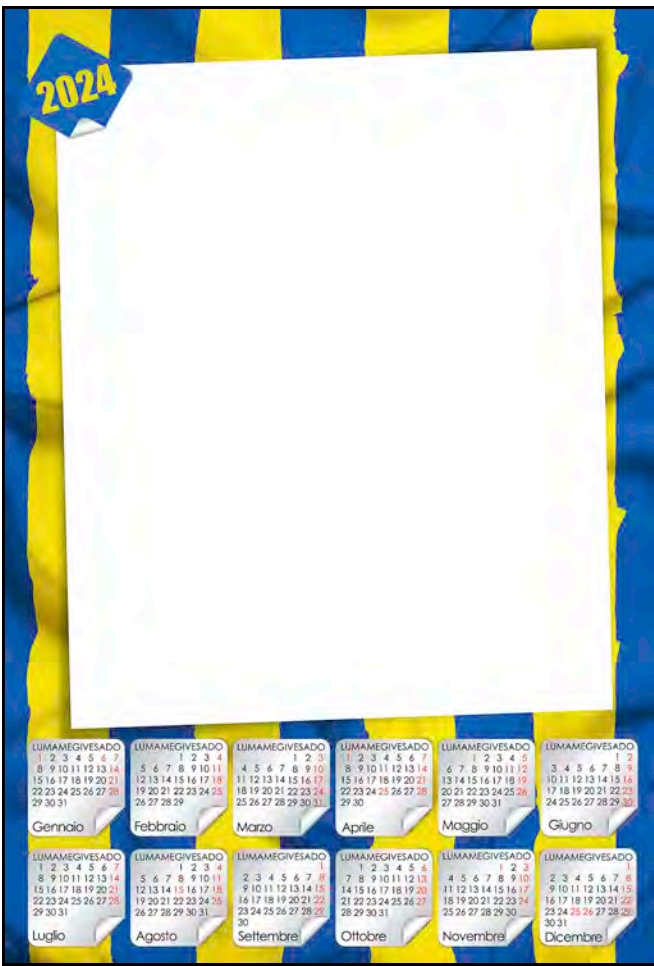 2024
LUMAMEGIVESADO
1 2 3 4 5 6 7
8 9 10 11 12 13 14
15 16 17 18 19 20 21
22 23 24 25 26 27 28
29 30 31
Gennaio
LUMAMEGIVESADO
1 2 3 4
5 6 7 8 9 10 11
12 13 14 15 16 17 18
19 20 21 22 23 24 25
26 27 28 29
Febbraio
LUMAMEGIVESADO
1 2 3
4 5 6 7 8 9 10
11 12 13 14 15 16 17
18 19 20 21 22 23 24
25 26 27 28 29 30 31
Marzo
LUMAMEGIVESADO
1 2 3 4 5 6 7
8 9 10 11 12 13 14
15 16 17 18 19 20 21
22 23 24 25 26 27 28
29 30
Aprile
LUMAMEGIVESADO
1 2 3 4 5
6 7 8 9 10 11 12
13 14 15 16 17 18 19
20 21 22 23 24 25 26
27 28 29 30 31
Maggio
LUMAMEGIVESADO
1 2
3 4 5 6 7 8 9
10 11 12 13 14 15 16
17 18 19 20 21 22 23
24 25 26 27 28 29 30
Giugno
LUMAMEGIVESADO
1 2 3 4 5 6 7
8 9 10 11 12 13 14
15 16 17 18 19 20 21
22 23 24 25 26 27 28
29 30 31
Luglio
LUMAMEGIVESADO
1 2 3 4
5 6 7 8 9 10 11
12 13 14 15 16 17 18
19 20 21 22 23 24 25
26 27 28 29 30 31
Agosto
LUMAMEGIVESADO
1
2 3 4 5 6 7 8
9 10 11 12 13 14 15
16 17 18 19 20 21 22
23 24 25 26 27 28 29
30
Settembre
LUMAMEGIVESADO
1 2 3 4 5 6
7 8 9 10 11 12 13
14 15 16 17 18 19 20
21 22 23 24 25 26 27
28 29 30 31
Ottobre
LUMAMEGIVESADO
1 2 3
4 5 6 7 8 9 10
11 12 13 14 15 16 17
18 19 20 21 22 23 24
25 26 27 28 29 30
Novembre
LUMAMEGIVESADO
1
2 3 4 5 6 7 8
9 10 11 12 13 14 15
16 17 18 19 20 21 22
23 24 25 26 27 28 29
30 31
Dicembre